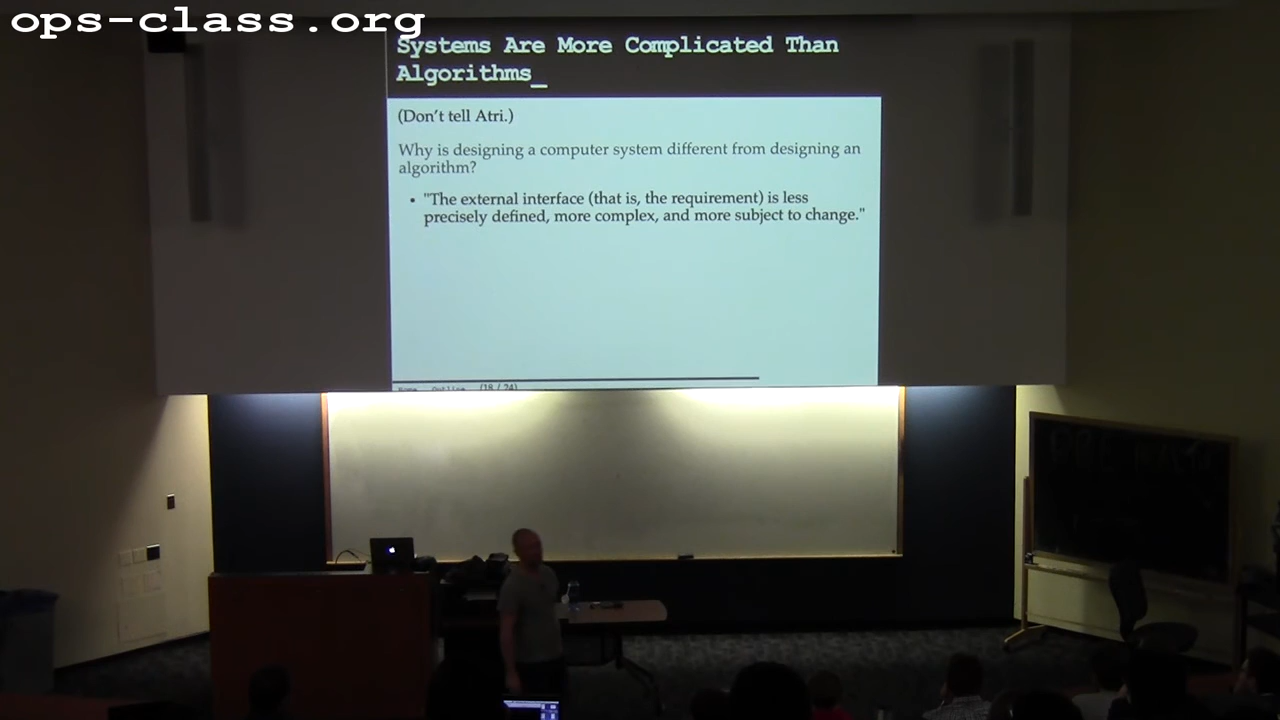 ops-class.org
Systems Are More Complicated Than
Algorithms_
(Don't tell Atri.)
Why is designing a computer system different from designing an
algorithm?
• "The external interface (that is, the requirement) is less
precisely defined, more complex, and more subject to change."
(18 / 24)